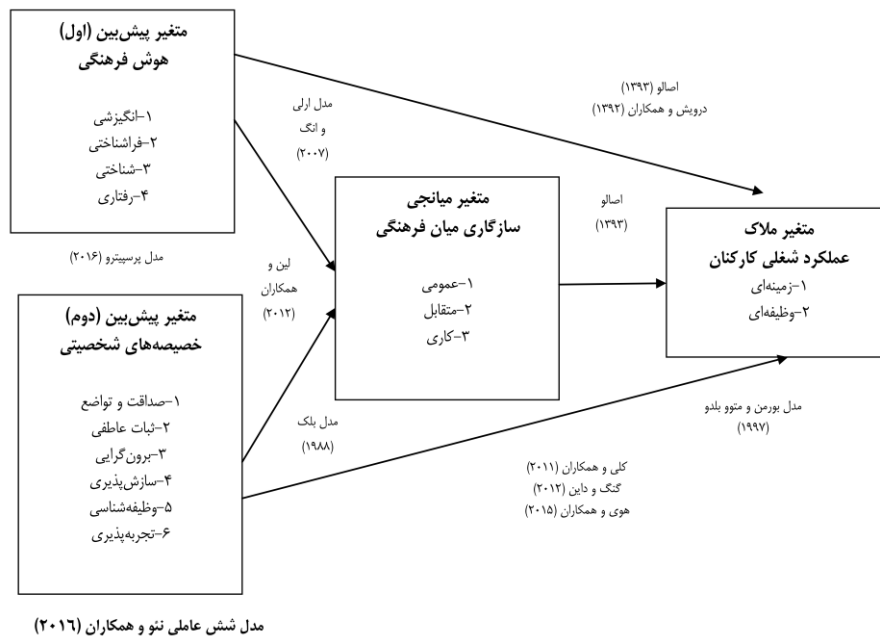 متغیر پیش‌بین (اول)
هوش فرهنگی
۱-انگیزشی
۲-فراشناختی
۳-شناختی
۴-رفتاری
مدل پرسپیترو (۲۰۱۶)
اصالو (۱۳۹۳)
درویش و همکاران (۱۳۹۲)
مدل ارلی
و انگ
(۲۰۰۷)
متغیر میانجی
سازگاری میان فرهنگی
۱-عمومی
۲-متقابل
۳-کاری
اصالو
(۱۳۹۳)
متغیر ملاک
عملکرد شغلی کارکنان
۱-زمینه‌ای
۲-وظیفه‌ای
لین و
همکاران
(۲۰۱۲)
متغیر پیش‌بین (دوم)
خصیصه‌های شخصیتی
۱-صداقت و تواضع
۲-ثبات عاطفی
۳-برون‌گرایی
۴-سازش‌پذیری
۵-وظیفه‌شناسی
۶-تجربه‌پذیری
مدل بلک
(۱۹۸۸)
مدل بورمن و متوو بلدو
(۱۹۹۷)
کلی و همکاران (۲۰۱۱)
گنگ و داین (۲۰۱۲)
هوی و همکاران (۲۰۱۵)
مدل شش عاملی نئو و همکاران (۲۰۱۶)